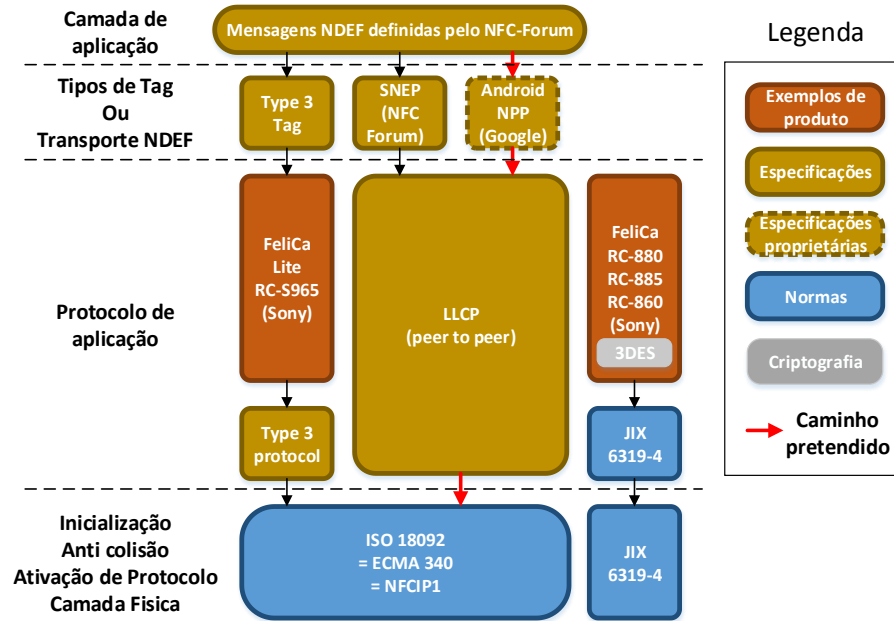 Camada de
aplicação
Mensagens NDEF definidas pelo NFC-Forum
Tipos de Tag
Ou
Transporte NDEF
Type 3
Tag
SNEP
(NFC
Forum)
Android
NPP
(Google)
Protocolo de
aplicação
FeliCa
Lite
RC-S965
(Sony)
LLCP
(peer to peer)
FeliCa
RC-880
RC-885
RC-860
(Sony)
3DES
Type 3
protocol
JIX
6319-4
Inicialização
Anti colisão
Ativação de Protocolo
Camada Fisica
ISO 18092
= ECMA 340
= NFCIP1
JIX
6319-4
Legenda
Exemplos de
produto
Especificações
Especificações
proprietárias
Normas
Criptografia
Caminho
pretendido